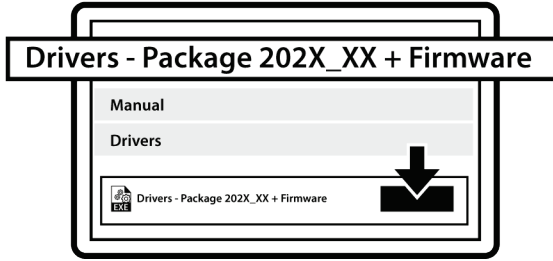 Drivers - Package 202X_XX + Firmware
Manual
Drivers
EXE Drivers - Package 202X_XX + Firmware